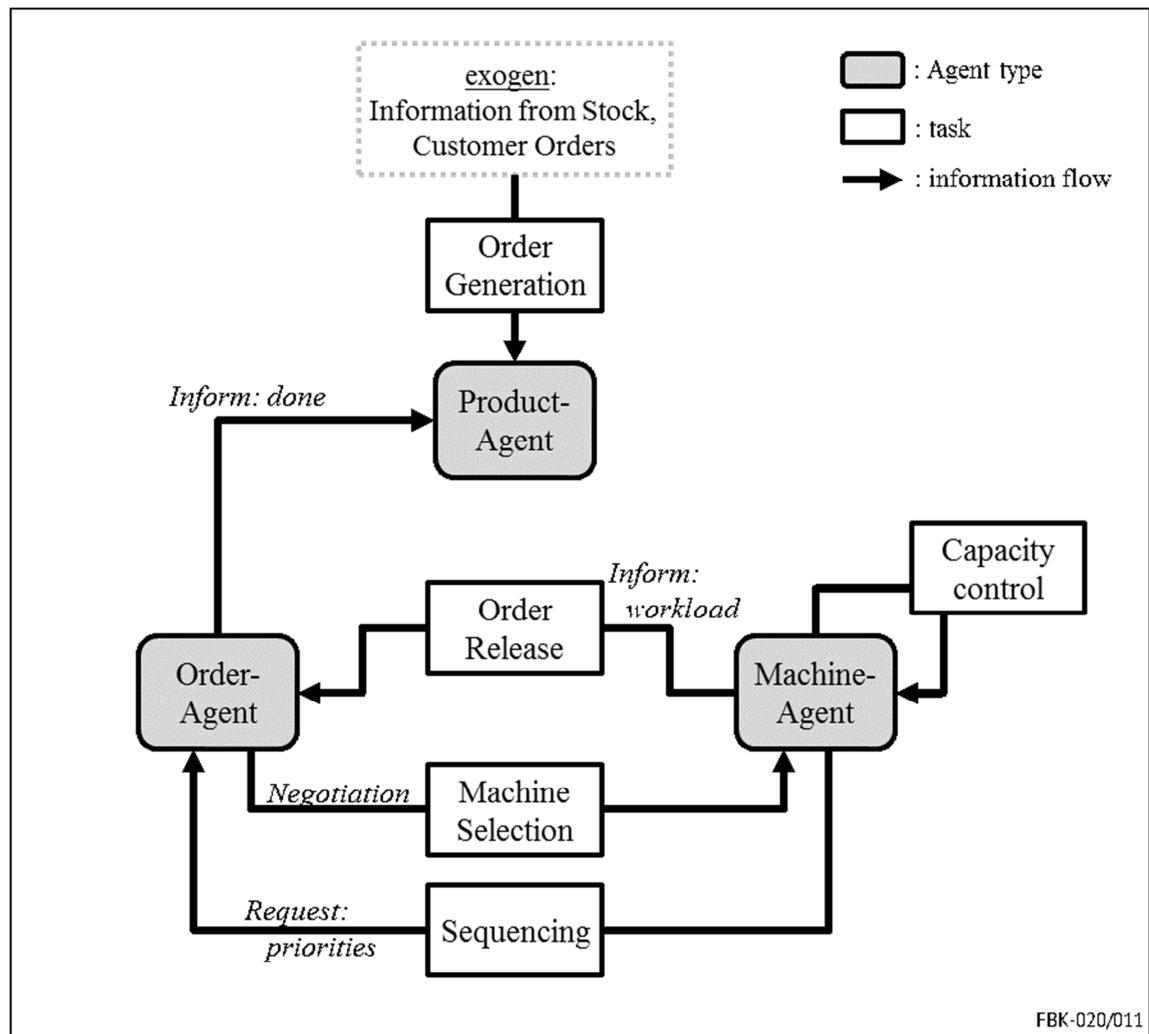 exogen:
Information from Stock,
Customer Orders
: Agent type
: task
: information flow
Order
Generation
Inform: done
Product-
Agent
Capacity
control
Inform:
workload
Order
Release
Order-
Agent
Machine-
Agent
Negotiation
Machine
Selection
Request:
priorities
Sequencing
FBK-020/011